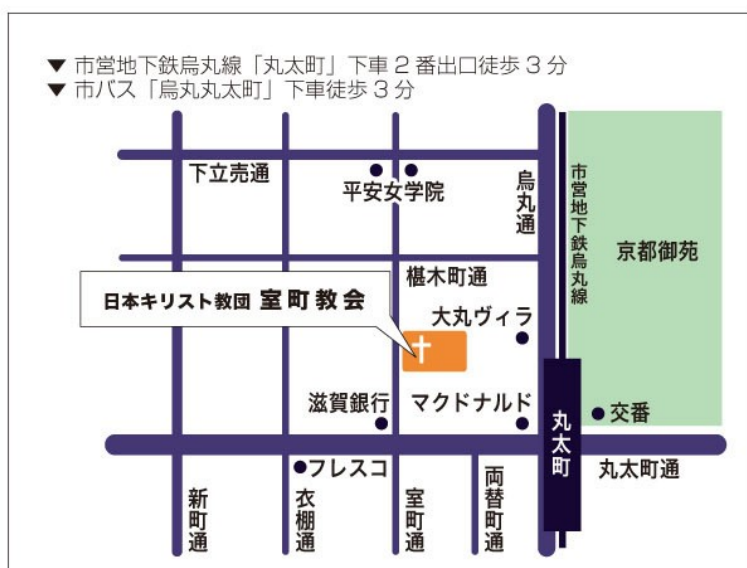 ▼ 市営地下鉄烏丸線「丸太町」下車2番出口徒歩3分
▼ 市バス「烏丸丸太町」下車徒歩3分
下立売通
平安女学院
烏丸通
市営地下鉄烏丸線
京都御苑
椹木町通
日本キリスト教団 室町教会
大丸ヴィラ
滋賀銀行
マクドナルド
丸太町
交番
フレスコ
丸太町通
新町通
衣棚通
室町通
両替町通